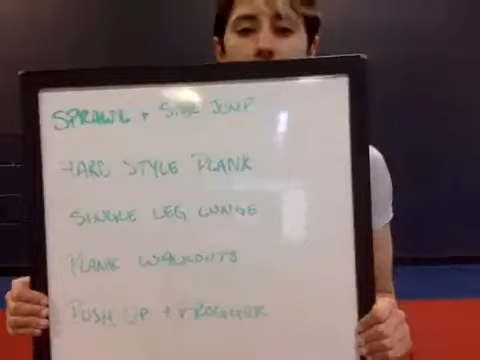 SPRAWL + STAR JUMP
HARD STYLE PLANK
SINGLE LEG LUNGE
PLANK WALKOUTS
PUSH UP + FROGGER